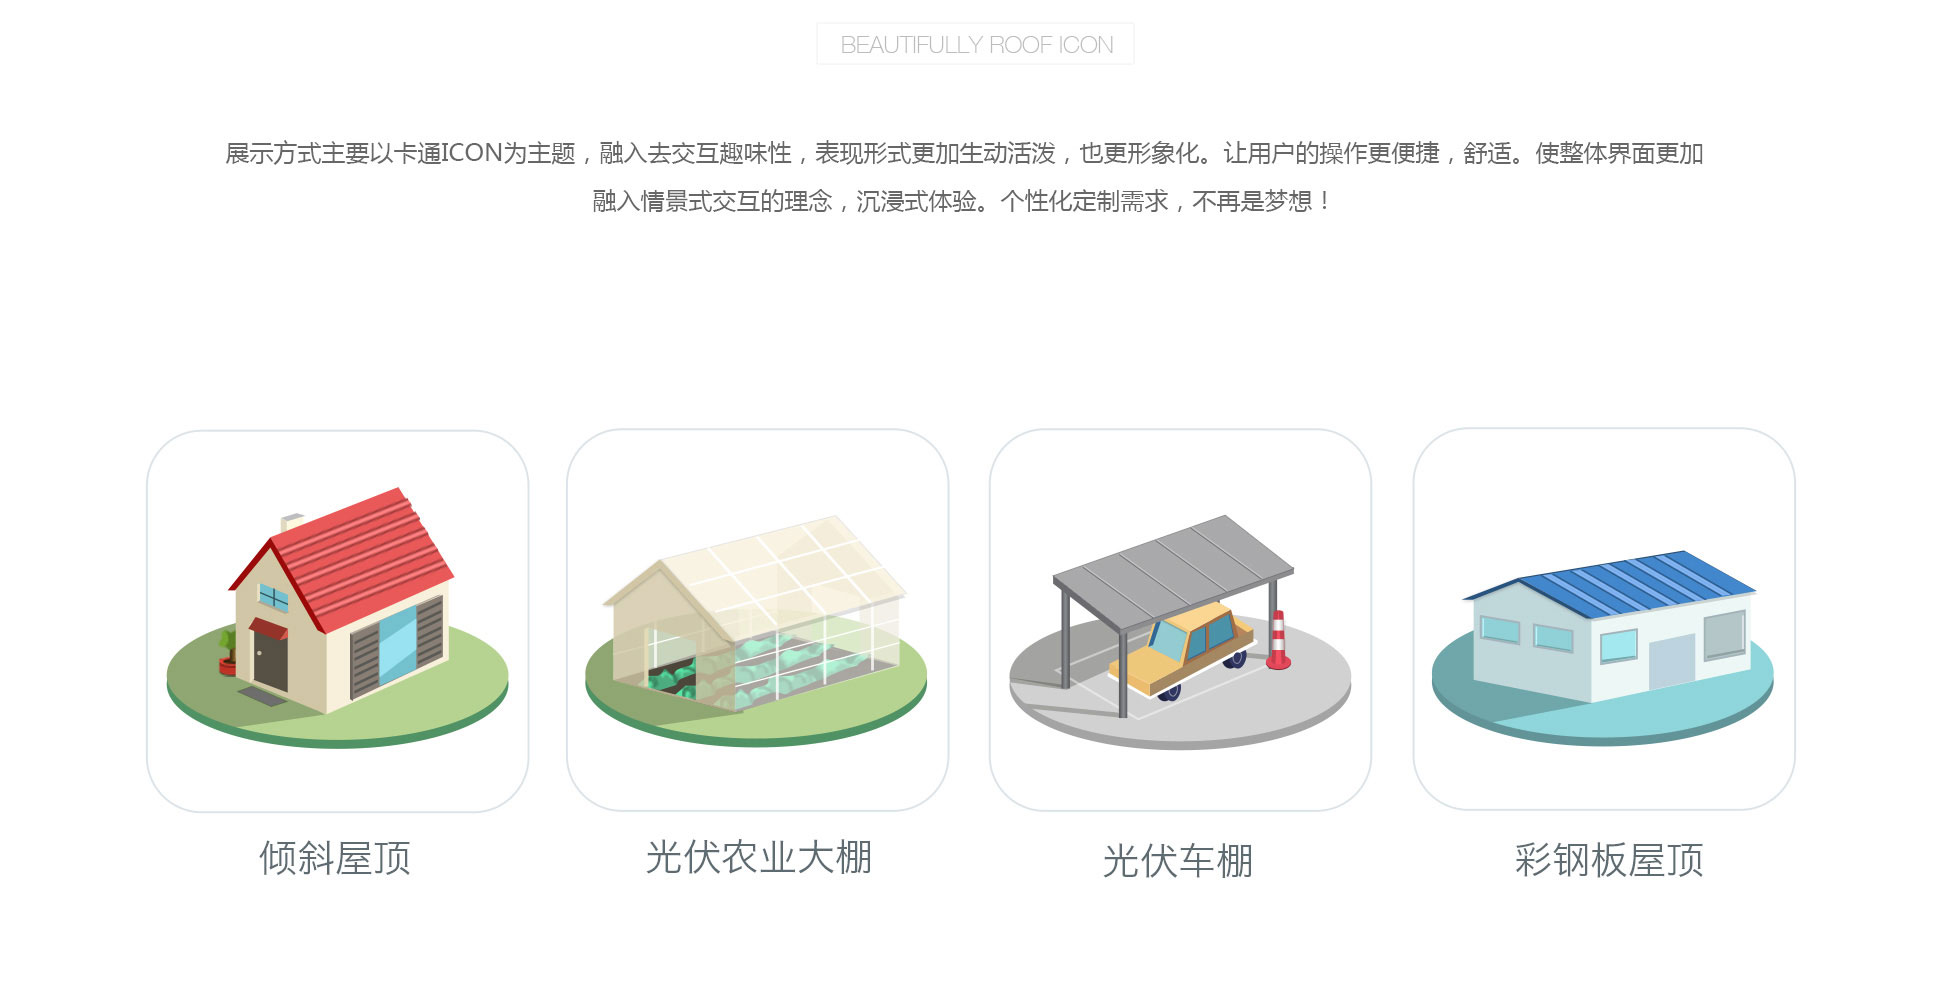 BEAUTIFULLY ROOF ICON
展示方式主要以卡通ICON为主题，融入去交互趣味性，表现形式更加生动活泼，也更形象化。让用户的操作更便捷，舒适。使整体界面更加
融入情景式交互的理念，沉浸式体验。个性化定制需求，不再是梦想！
倾斜屋顶
光伏农业大棚
光伏车棚
彩钢板屋顶